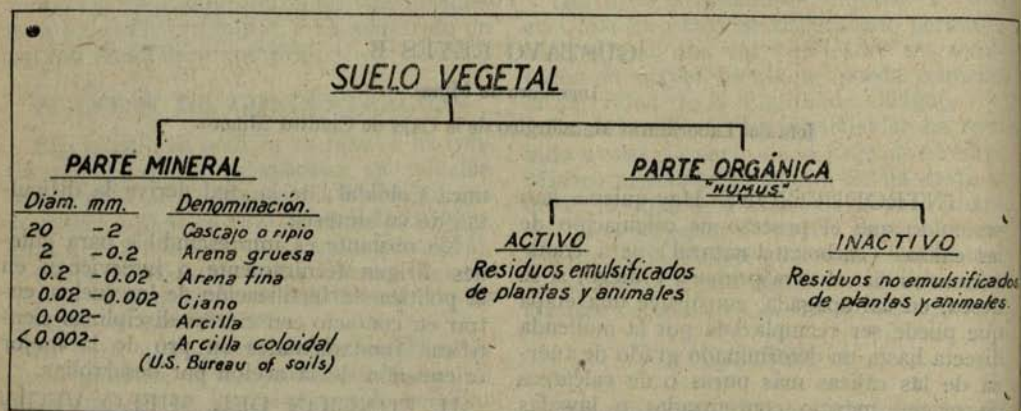 SUELO VEGETAL
PARTE MINERAL
Diám. mm. Denominación.
20 -2 Cascajo o ripio
2 -0.2 Arena gruesa
0.2 -0.02 Arena fina
0.02 -0.002 Ciano
0.002- Arcilla
<0.002- Arcilla coloidal
(U.S. Bureau of soils)
PARTE ORGÁNICA
"HUMUS"
ACTIVO
Residuos emulsificados
de plantas y animales
INACTIVO
Residuos no emulsificados
de plantas y animales.